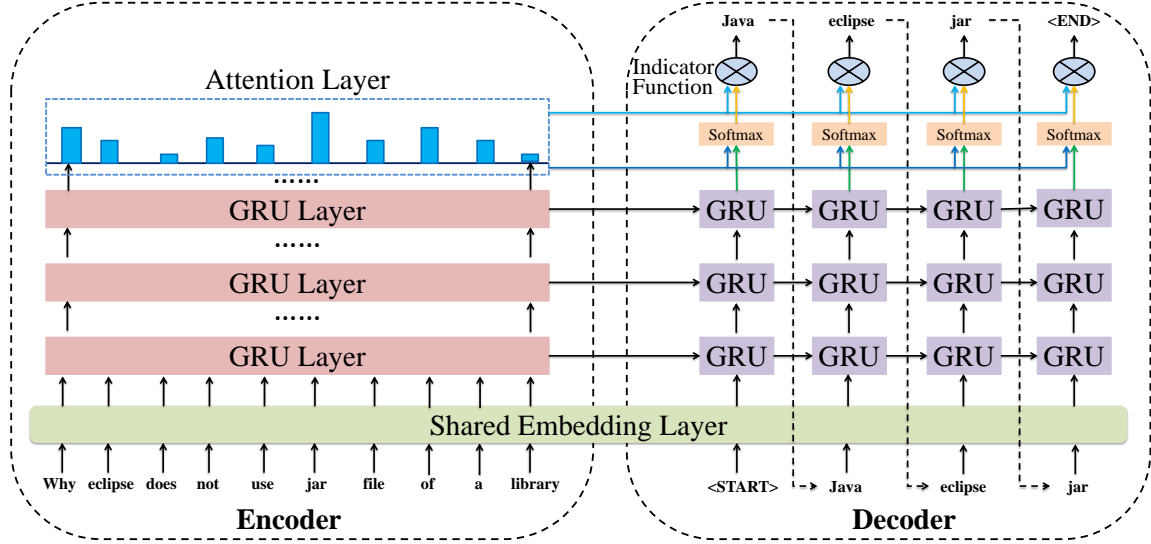 Java eclipse jar <END>
Attention Layer
Indicator
Function
Softmax Softmax Softmax Softmax
......
GRU Layer GRU GRU GRU GRU
......
GRU Layer GRU GRU GRU GRU
......
GRU Layer GRU GRU GRU GRU
Shared Embedding Layer
Why eclipse does not use jar file of a library <START> Java eclipse jar
Encoder Decoder